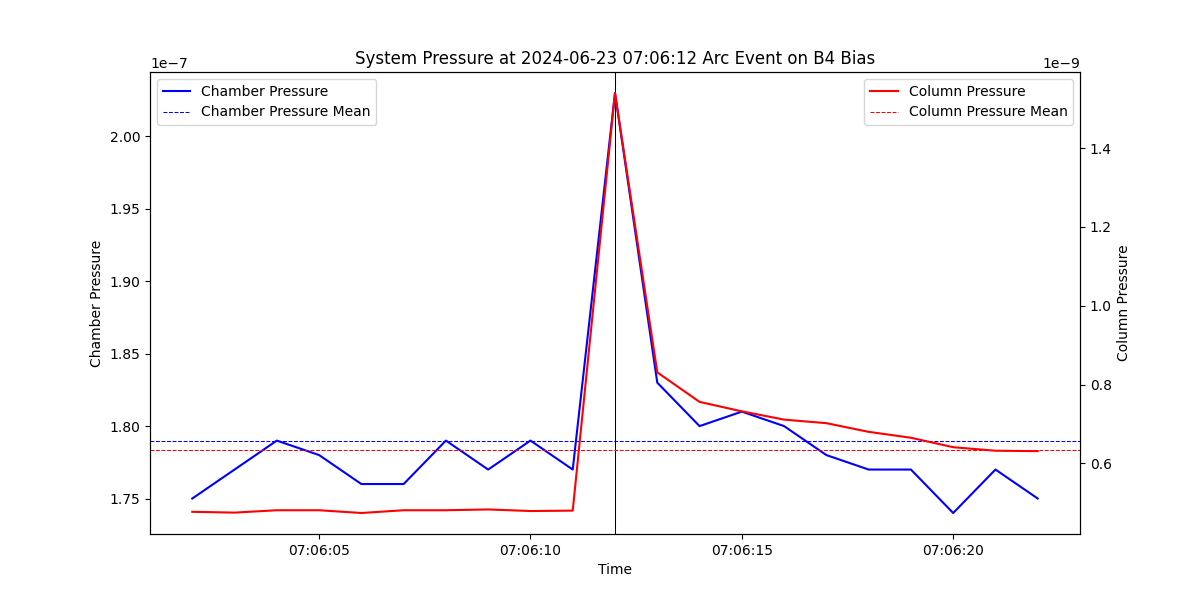 System Pressure at 2024-06-23 07:06:12 Arc Event on B4 Bias
1e−7
1e−9
Chamber Pressure
Chamber Pressure Mean
Column Pressure
Column Pressure Mean
2.00
1.95
1.90
1.85
1.80
1.75
Chamber Pressure
1.4
1.2
1.0
0.8
0.6
Column Pressure
07:06:05
07:06:10
07:06:15
07:06:20
Time